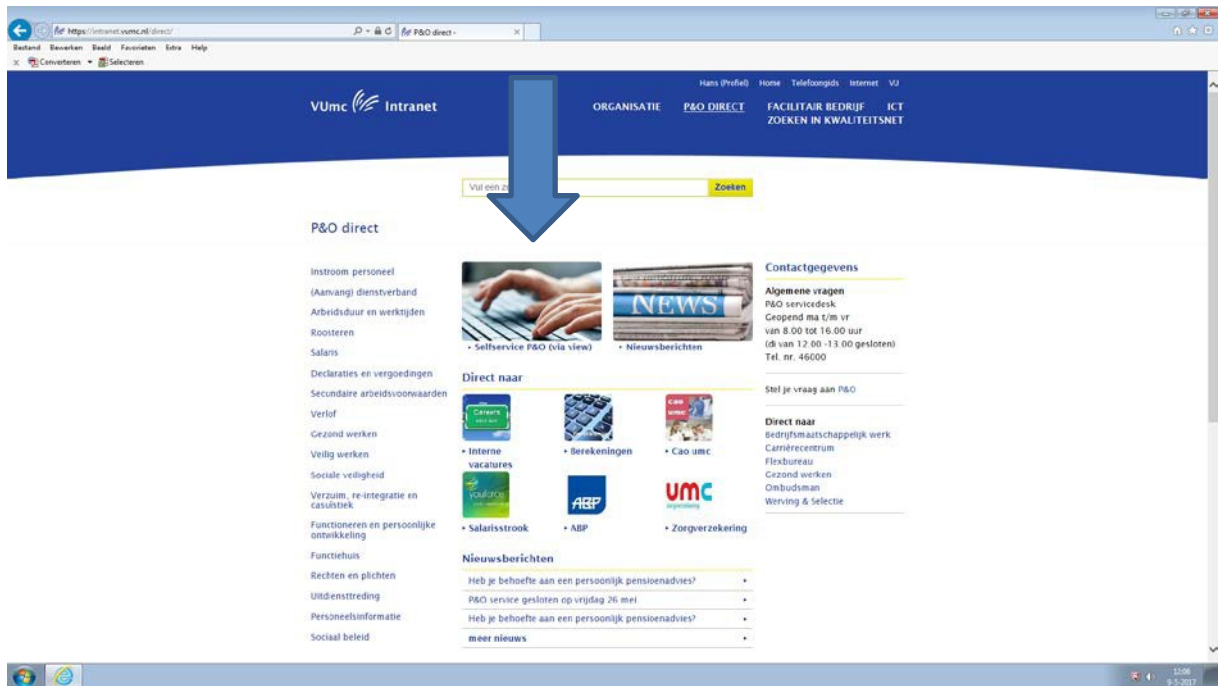 https://intranet.vumc.nl/direct/
P&O direct -
Bestand Bewerken Beeld Favorieten Extra Help
x Converteren Selecteren
Hans (Profiel) Home Telefoongids Internet VU
VUmc Intranet
ORGANISATIE P&O DIRECT FACILITAIR BEDRIJF ICT
ZOEKEN IN KWALITEITSNET
Vul een
Zoeken
P&O direct
Instroom personeel
(Aanvang) dienstverband
Arbeidsduur en werktijden
Roosteren
Salaris
Declaraties en vergoedingen
Secundaire arbeidsvoorwaarden
Verlof
Gezond werken
Veilig werken
Sociale veiligheid
Verzuim, re-integratie en
casuïstiek
Functioneren en persoonlijke
ontwikkeling
Functiehuis
Rechten en plichten
Uitdiensttreding
Personeelsinformatie
Sociaal beleid
NEWS
• Selfservice P&O (via view)
• Nieuwsberichten
Direct naar
Careers
cao
umc
• Interne
vacatures
• Berekeningen
• Cao umc
youforce
ABP
umc
zorgverzekering
• Salarisstrook
• ABP
• Zorgverzekering
Nieuwsberichten
Heb je behoefte aan een persoonlijk pensioenadvies?
P&O service gesloten op vrijdag 26 mei
Heb je behoefte aan een persoonlijk pensioenadvies?
meer nieuws
Contactgegevens
Algemene vragen
P&O servicedesk
Geopend ma t/m vr
van 8.00 tot 16.00 uur
(di van 12.00 -13.00 gesloten)
Tel. nr. 46000
Stel je vraag aan P&O
Direct naar
Bedrijfsmaatschappelijk werk
Carrièrecentrum
Flexbureau
Gezond werken
Ombudsman
Werving & Selectie
12:06
9-5-2017